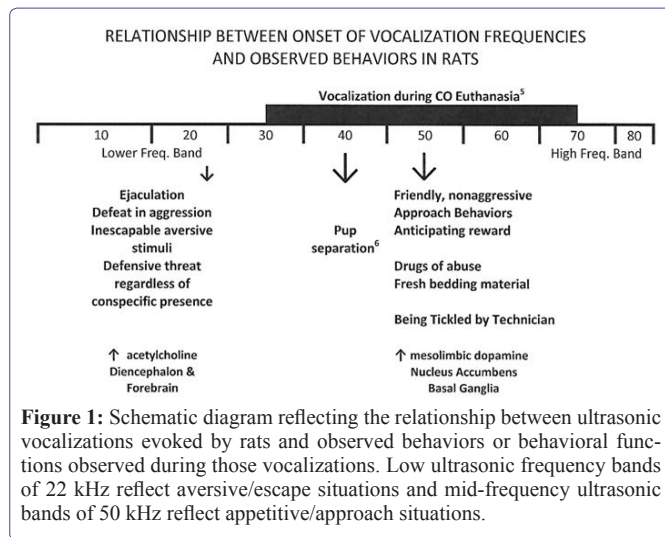 RELATIONSHIP BETWEEN ONSET OF VOCALIZATION FREQUENCIES
AND OBSERVED BEHAVIORS IN RATS
Vocalization during CO Euthanasia⁵
10 20 30 40 50 60 70 80
Lower Freq. Band High Freq. Band
Ejaculation
Defeat in aggression
Inescapable aversive
stimuli
Defensive threat
regardless of
conspecific presence
↑ acetylcholine
Diencephalon &
Forebrain
Pup
separation⁶
Friendly, nonaggressive
Approach Behaviors
Anticipating reward
Drugs of abuse
Fresh bedding material
Being Tickled by Technician
↑ mesolimbic dopamine
Nucleus Accumbens
Basal Ganglia
Figure 1: Schematic diagram reflecting the relationship between ultrasonic
vocalizations evoked by rats and observed behaviors or behavioral func-
tions observed during those vocalizations. Low ultrasonic frequency bands
of 22 kHz reflect aversive/escape situations and mid-frequency ultrasonic
bands of 50 kHz reflect appetitive/approach situations.